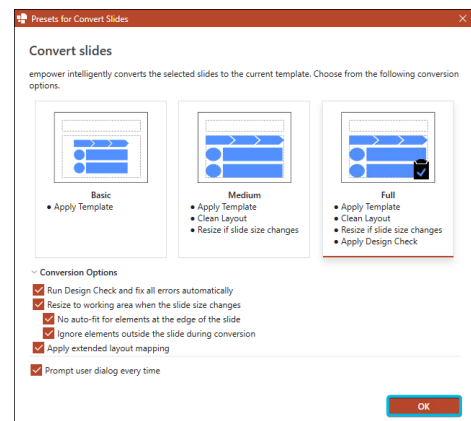 Presets for Convert Slides
Convert slides
empower intelligently converts the selected slides to the current template. Choose from the following conversion
options.
Basic
• Apply Template
Medium
• Apply Template
• Clean Layout
• Resize if slide size changes
Full
• Apply Template
• Clean Layout
• Resize if slide size changes
• Apply Design Check
Conversion Options
Run Design Check and fix all errors automatically
Resize to working area when the slide size changes
No auto-fit for elements at the edge of the slide
Ignore elements outside the slide during conversion
Apply extended layout mapping
Prompt user dialog every time
OK